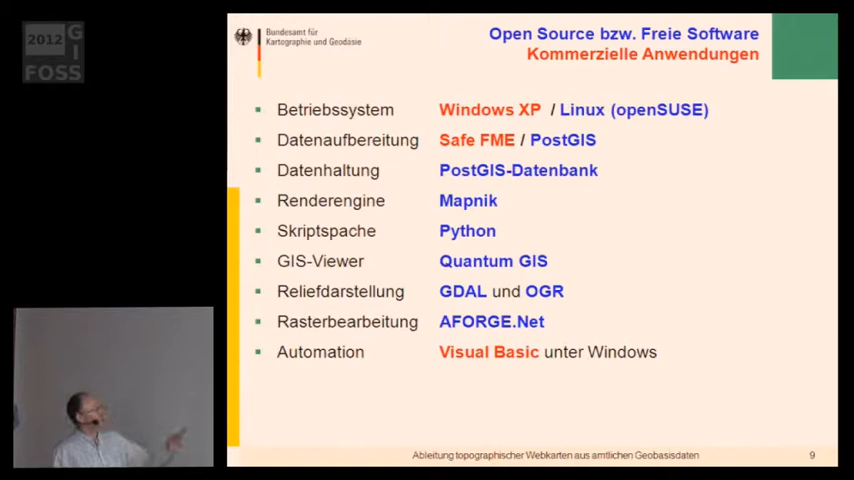 2012 GI
FOSS
Bundesamt für
Kartographie und Geodäsie
Open Source bzw. Freie Software
Kommerzielle Anwendungen
Betriebssystem Windows XP / Linux (openSUSE)
Datenaufbereitung Safe FME / PostGIS
Datenhaltung PostGIS-Datenbank
Renderengine Mapnik
Skriptspache Python
GIS-Viewer Quantum GIS
Reliefdarstellung GDAL und OGR
Rasterbearbeitung AFORGE.Net
Automation Visual Basic unter Windows
Ableitung topographischer Webkarten aus amtlichen Geobasisdaten 9